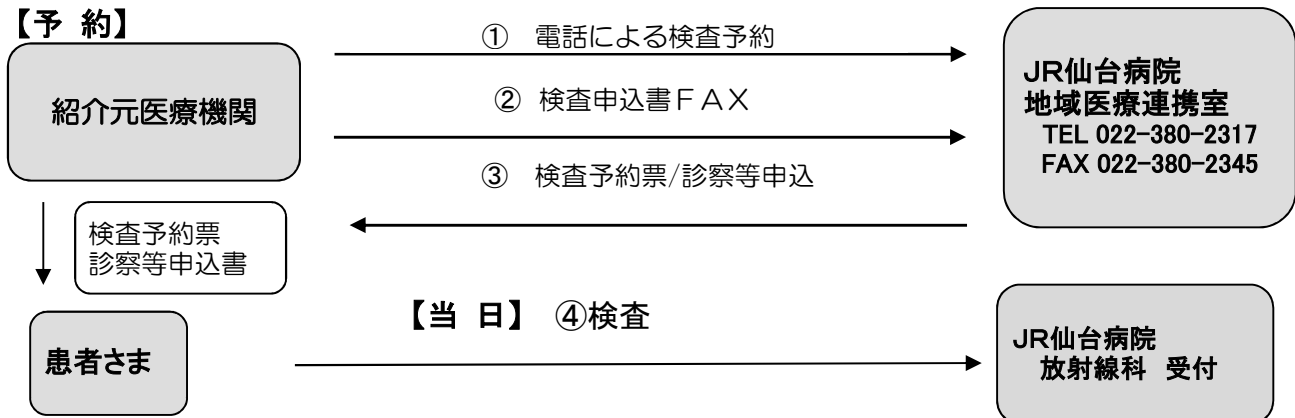 【予 約】
紹介元医療機関
① 電話による検査予約
② 検査申込書ＦＡＸ
③ 検査予約票/診察等申込
ＪＲ仙台病院
地域医療連携室
TEL 022-380-2317
FAX 022-380-2345
検査予約票
診察等申込書
患者さま
【当 日】 ④検査
ＪＲ仙台病院
放射線科 受付